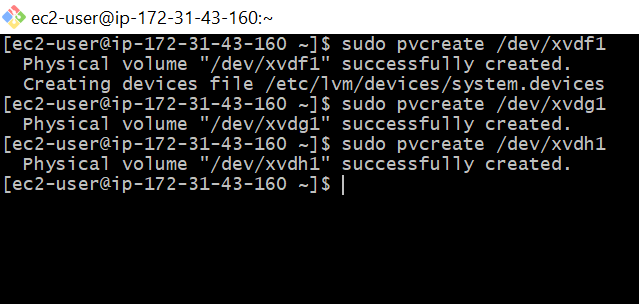 ec2-user@ip-172-31-43-160:~
[ec2-user@ip-172-31-43-160 ~]$ sudo pvcreate /dev/xvdf1
  Physical volume "/dev/xvdf1" successfully created.
  Creating devices file /etc/lvm/devices/system.devices
[ec2-user@ip-172-31-43-160 ~]$ sudo pvcreate /dev/xvdg1
  Physical volume "/dev/xvdg1" successfully created.
[ec2-user@ip-172-31-43-160 ~]$ sudo pvcreate /dev/xvdh1
  Physical volume "/dev/xvdh1" successfully created.
[ec2-user@ip-172-31-43-160 ~]$